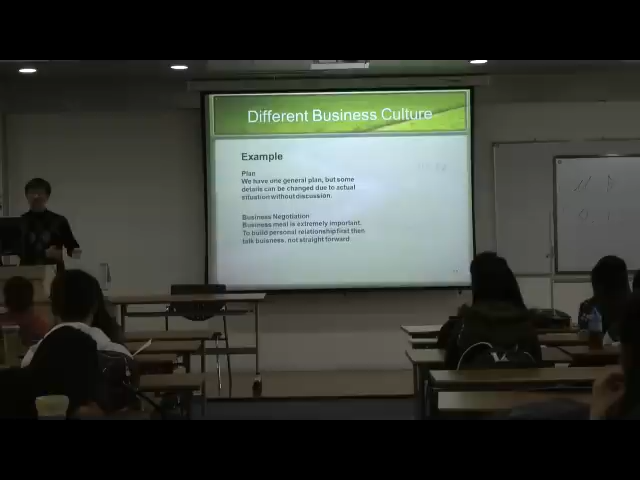 Different Business Culture
Example
Plan
We have one general plan, but some
details can be changed due to actual
situation without discussion.
Business Negotiation
Business meal is extremely important.
To build personal relationship first then
talk buisness, not straight forward